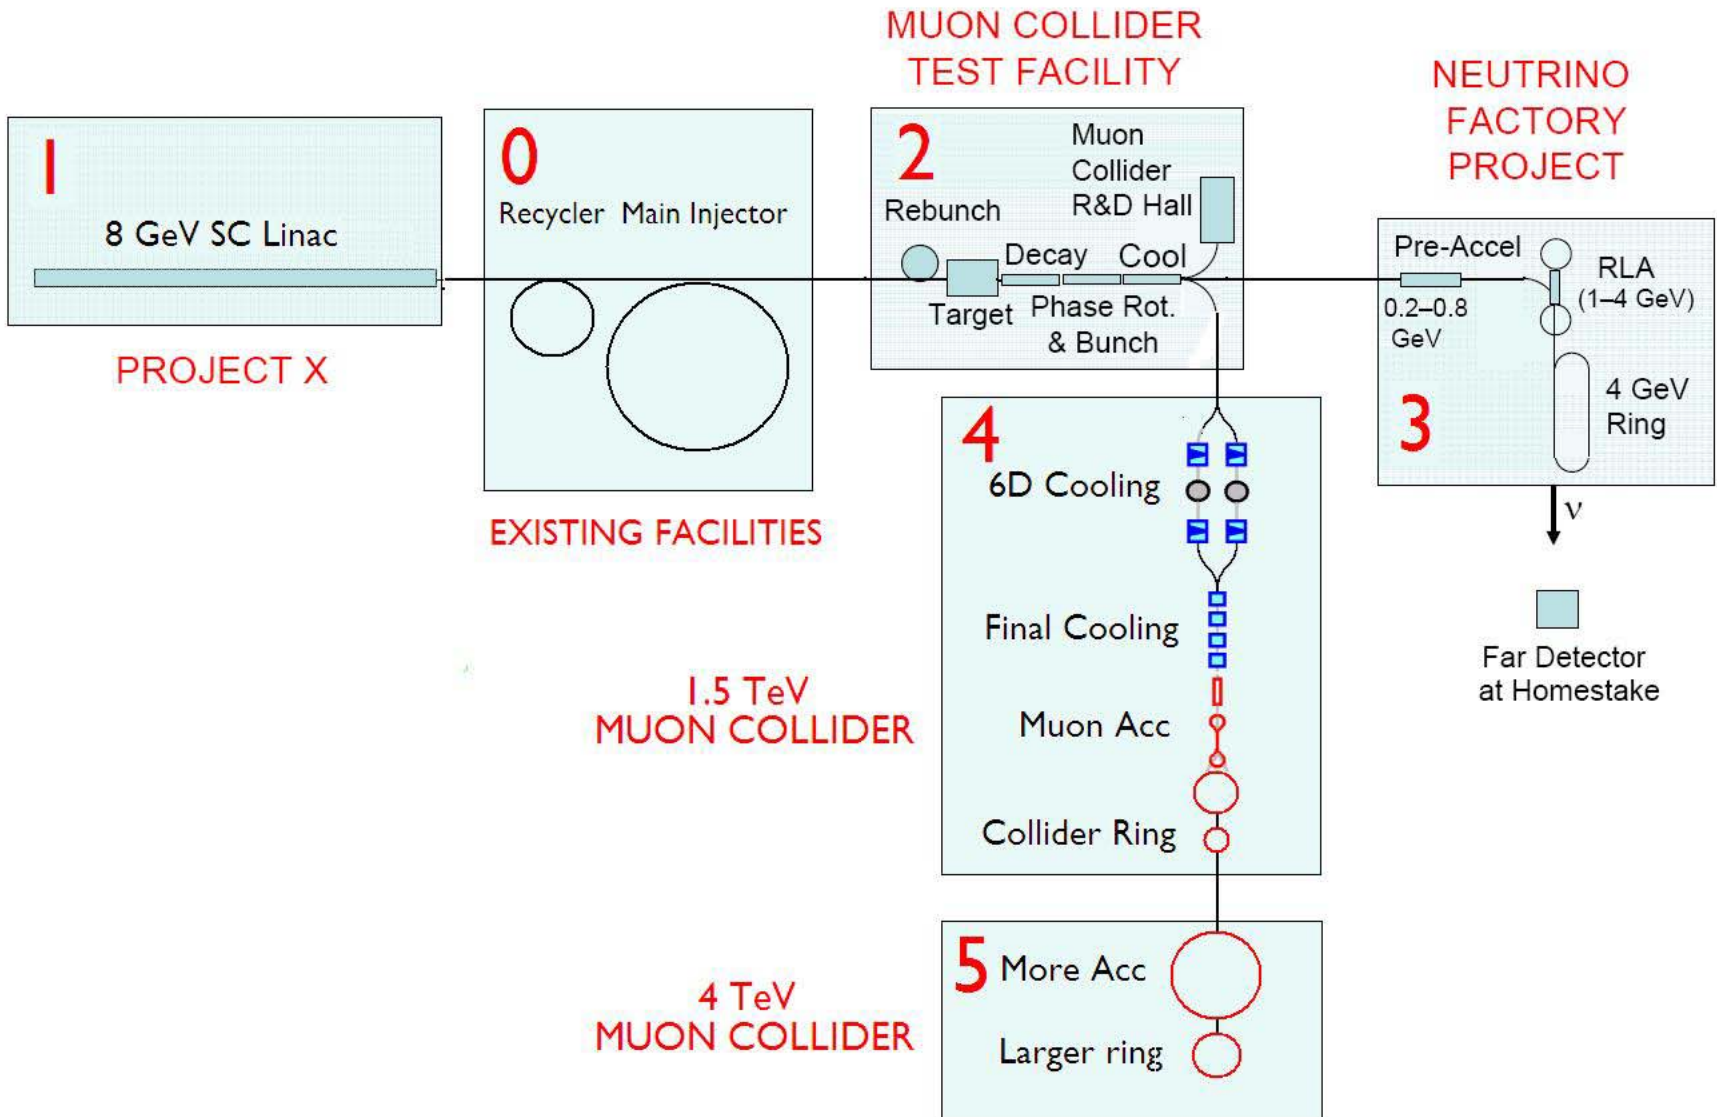 MUON COLLIDER
TEST FACILITY
NEUTRINO
FACTORY
PROJECT
1
8 GeV SC Linac
PROJECT X
0
Recycler Main Injector
EXISTING FACILITIES
2
Muon
Collider
R&D Hall
Rebunch
Decay
Cool
Target
Phase Rot.
& Bunch
Pre-Accel
0.2–0.8
GeV
RLA
(1–4 GeV)
4 GeV
Ring
3
ν
Far Detector
at Homestake
4
6D Cooling
Final Cooling
Muon Acc
Collider Ring
1.5 TeV
MUON COLLIDER
5
More Acc
Larger ring
4 TeV
MUON COLLIDER